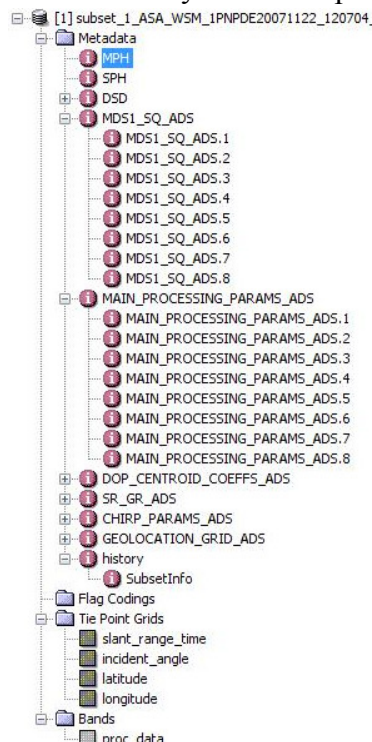 [1] subset_1_ASA_WSM_1PNPDE20071122_120704_
Metadata
MPH
SPH
DSD
MDS1_SQ_ADS
MDS1_SQ_ADS.1
MDS1_SQ_ADS.2
MDS1_SQ_ADS.3
MDS1_SQ_ADS.4
MDS1_SQ_ADS.5
MDS1_SQ_ADS.6
MDS1_SQ_ADS.7
MDS1_SQ_ADS.8
MAIN_PROCESSING_PARAMS_ADS
MAIN_PROCESSING_PARAMS_ADS.1
MAIN_PROCESSING_PARAMS_ADS.2
MAIN_PROCESSING_PARAMS_ADS.3
MAIN_PROCESSING_PARAMS_ADS.4
MAIN_PROCESSING_PARAMS_ADS.5
MAIN_PROCESSING_PARAMS_ADS.6
MAIN_PROCESSING_PARAMS_ADS.7
MAIN_PROCESSING_PARAMS_ADS.8
DOP_CENTROID_COEFFS_ADS
SR_GR_ADS
CHIRP_PARAMS_ADS
GEOLOCATION_GRID_ADS
history
SubsetInfo
Flag Codings
Tie Point Grids
slant_range_time
incident_angle
latitude
longitude
Bands
proc_data